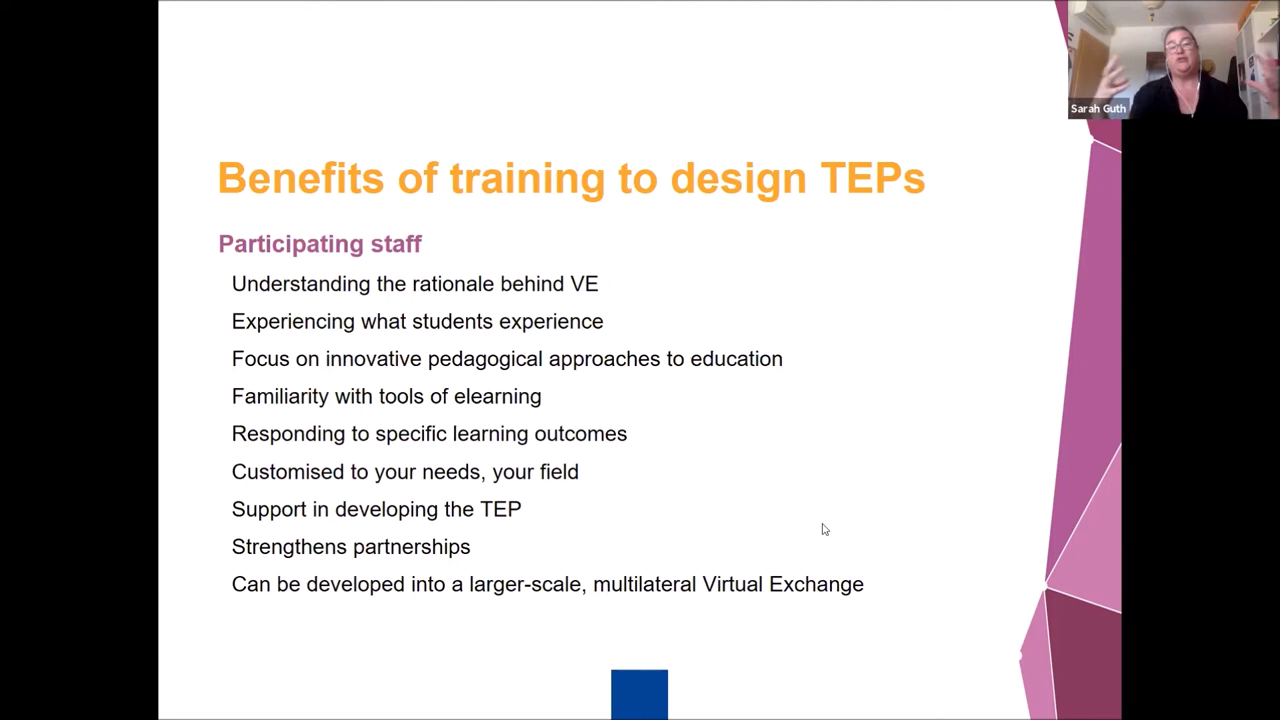 Sarah Guth
Benefits of training to design TEPs
Participating staff
Understanding the rationale behind VE
Experiencing what students experience
Focus on innovative pedagogical approaches to education
Familiarity with tools of elearning
Responding to specific learning outcomes
Customised to your needs, your field
Support in developing the TEP
Strengthens partnerships
Can be developed into a larger-scale, multilateral Virtual Exchange